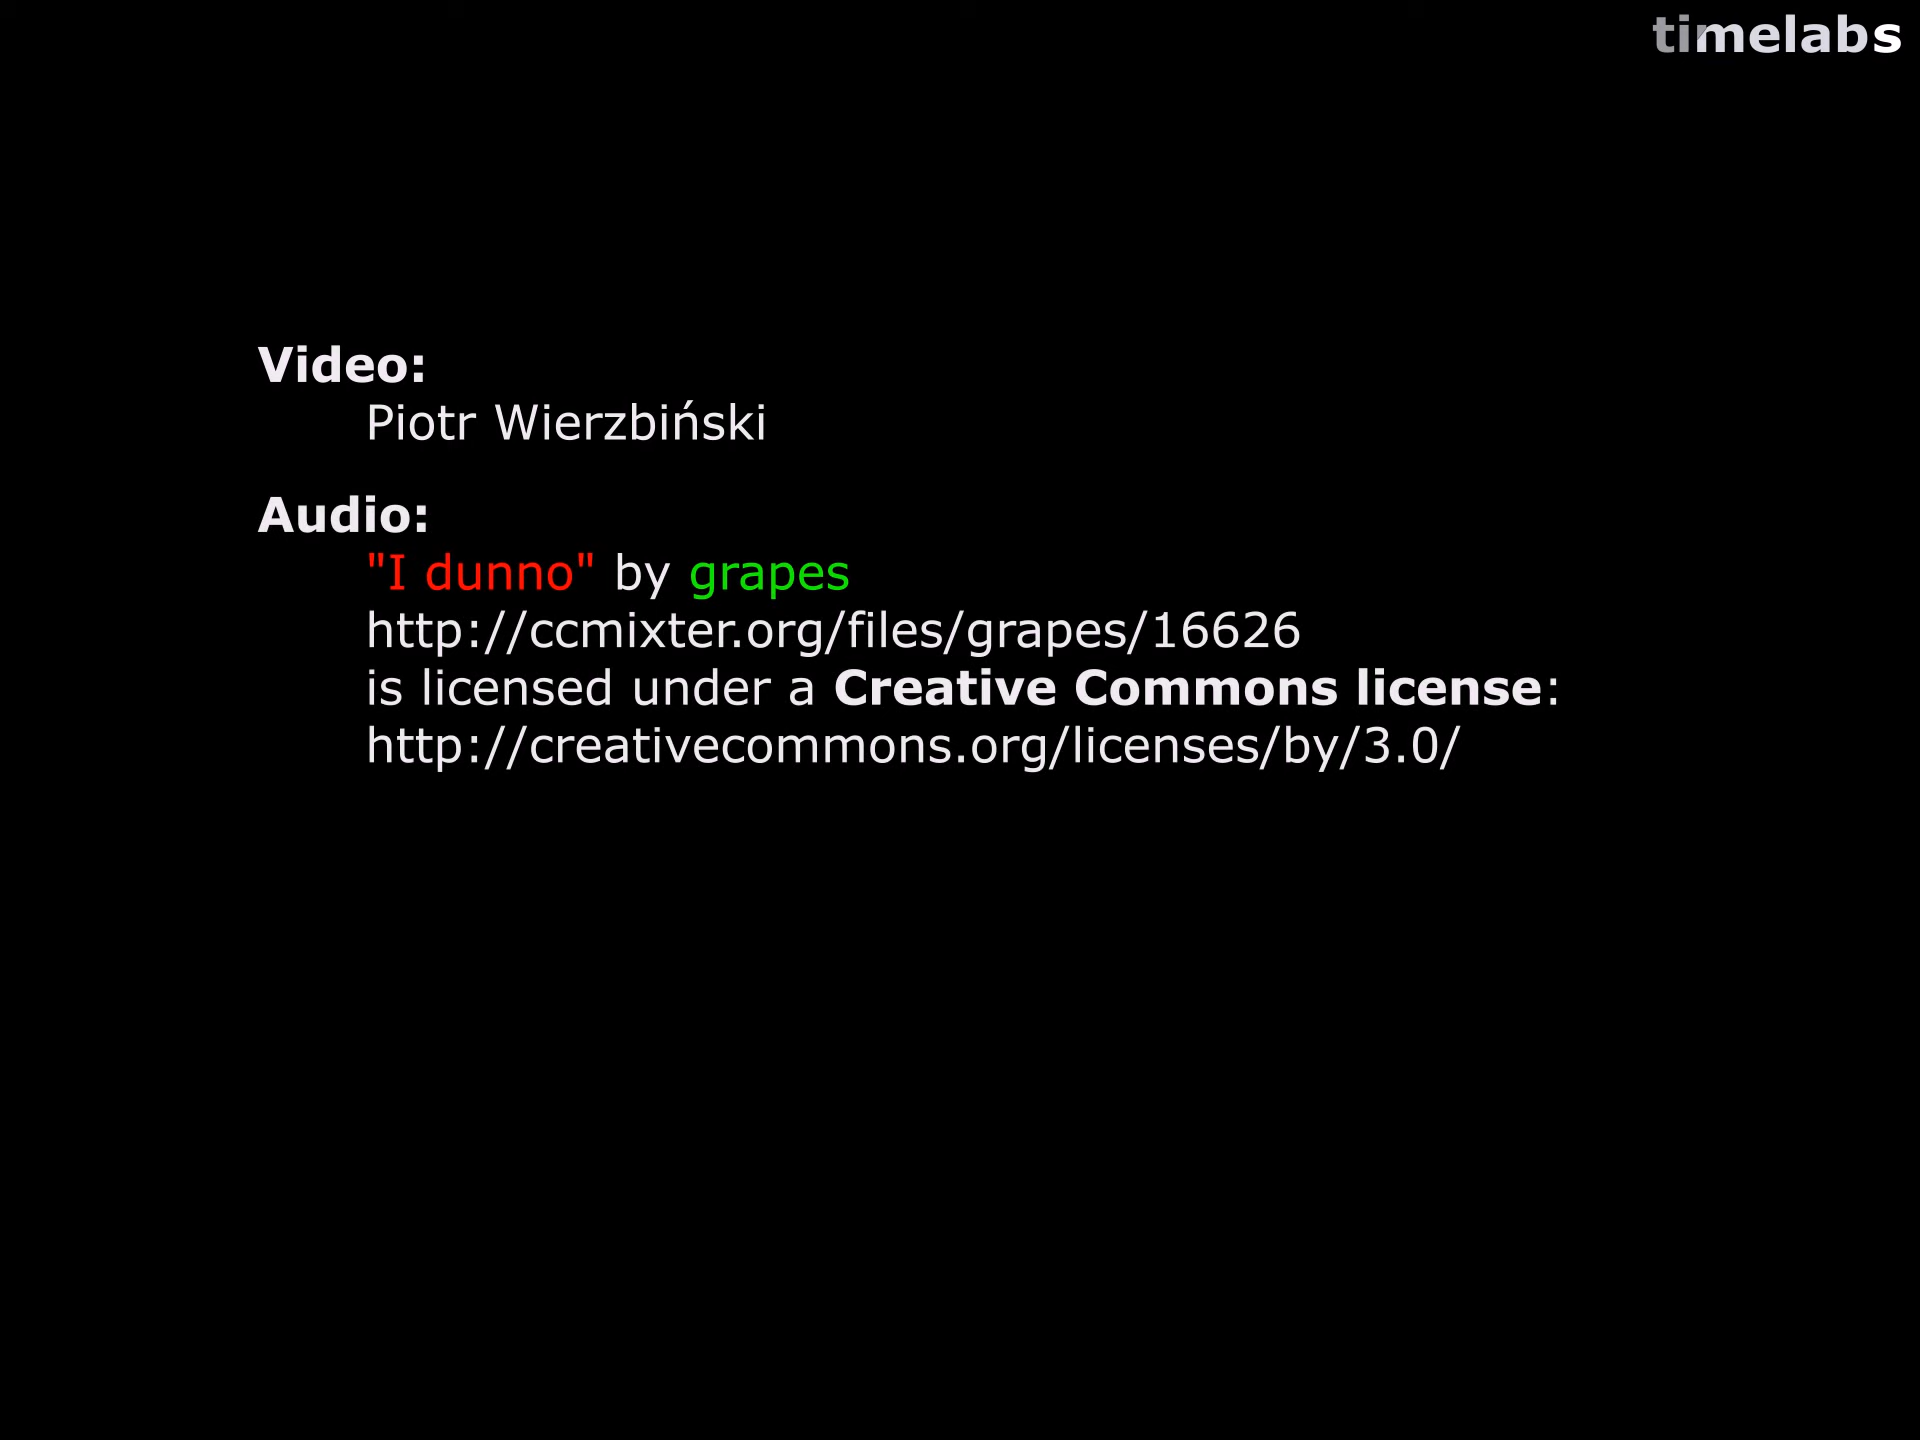 timelabs
Video:
Piotr Wierzbiński
Audio:
"I dunno" by grapes
http://ccmixter.org/files/grapes/16626
is licensed under a Creative Commons license:
http://creativecommons.org/licenses/by/3.0/